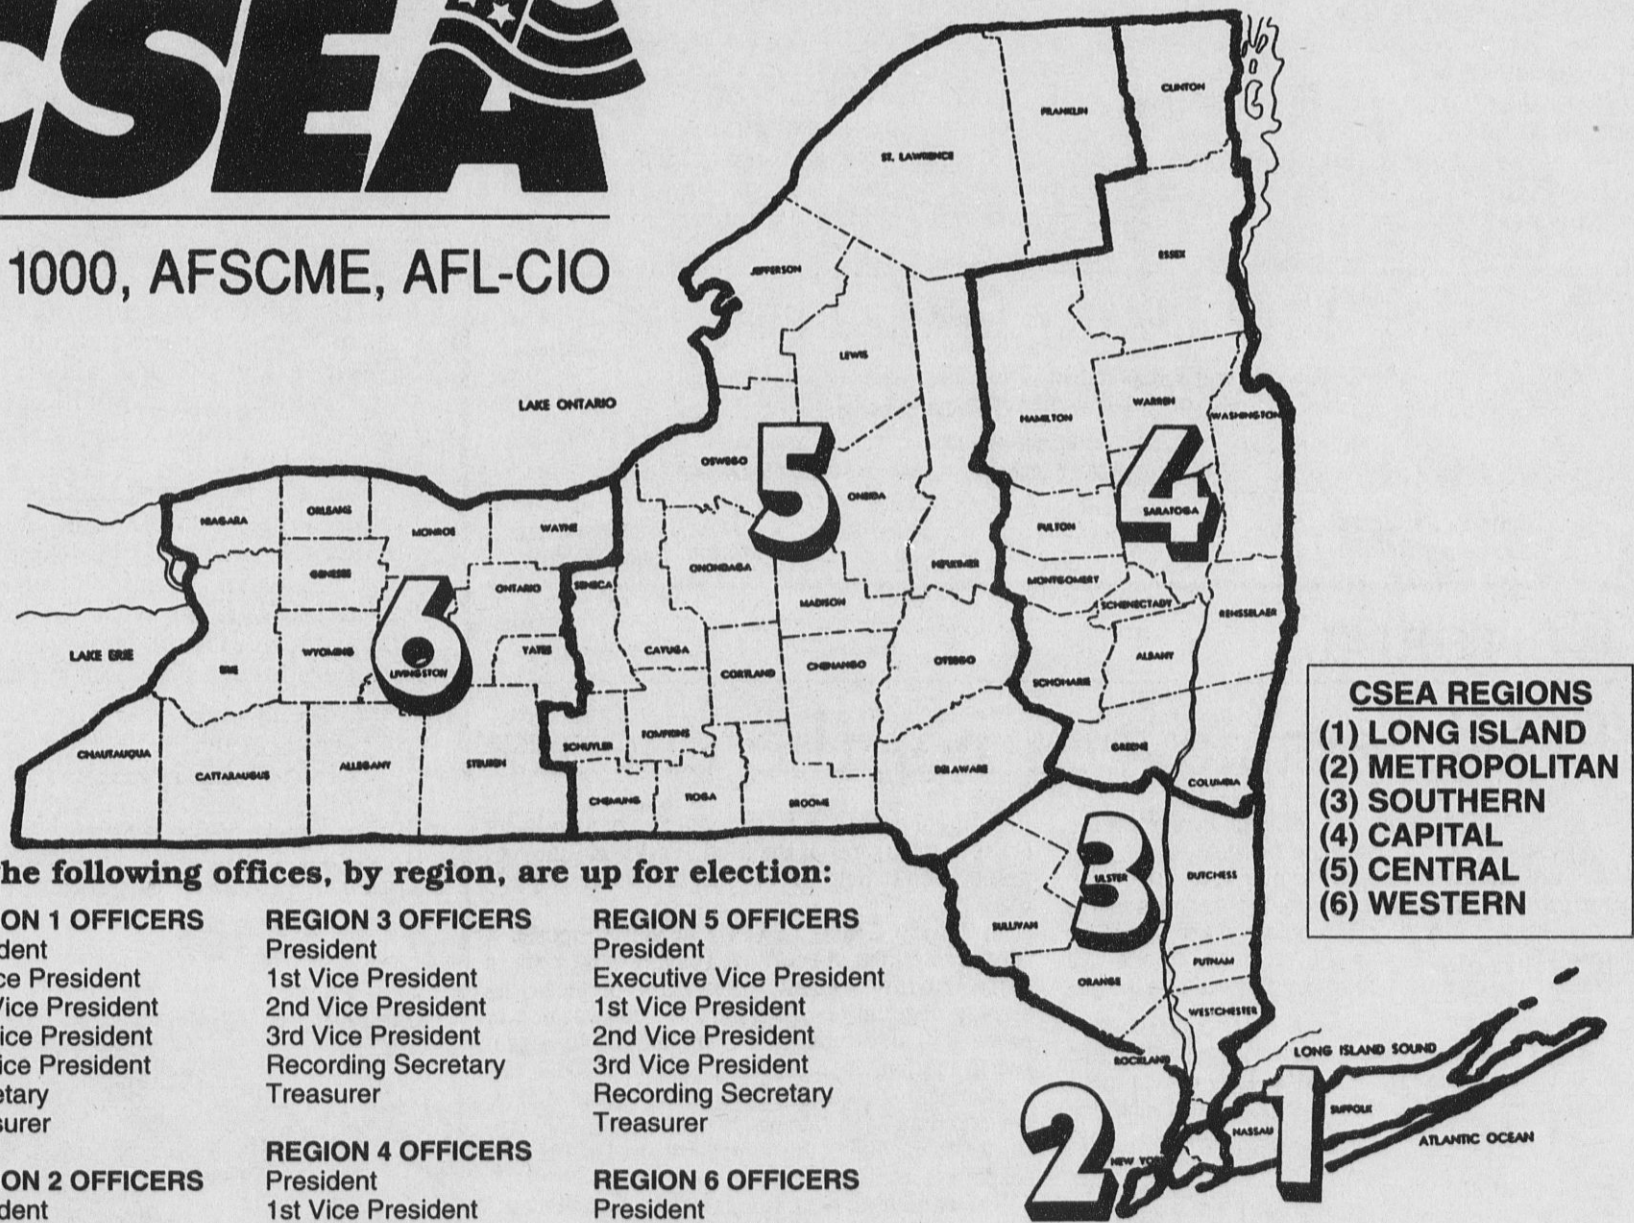 CSEA
1000, AFSCME, AFL-CIO
CLINTON
FRANKLIN
ST. LAWRENCE
ESSEX
JEFFERSON
LEWIS
LAKE ONTARIO
HAMILTON
WARREN
WASHINGTON
5
4
OSWEGO
ONEIDA
SARATOGA
NIAGARA
ORLEANS
MONROE
WAYNE
FULTON
HERKIMER
GENESEE
ONTARIO
SENECA
ONONDAGA
MADISON
MONTGOMERY
SCHENECTADY
RENSSELAER
6
LAKE ERIE
ERIE
WYOMING
LIVINGSTON
YATES
CAYUGA
CORTLAND
CHENANGO
OTSEGO
ALBANY
SCHOHARIE
CHAUTAUQUA
CATTARAUGUS
ALLEGANY
STEUBEN
SCHUYLER
TOMPKINS
GREENE
DELAWARE
COLUMBIA
CHEMUNG
TIOGA
BROOME
CSEA REGIONS
(1) LONG ISLAND
(2) METROPOLITAN
(3) SOUTHERN
(4) CAPITAL
(5) CENTRAL
(6) WESTERN
3
ULSTER
DUTCHESS
SULLIVAN
PUTNAM
ORANGE
WESTCHESTER
ROCKLAND
LONG ISLAND SOUND
2
1
SUFFOLK
NASSAU
ATLANTIC OCEAN
NEW YORK
he following offices, by region, are up for election:
ION 1 OFFICERS
dent
ce President
Vice President
ice President
ice President
etary
surer
ON 2 OFFICERS
dent
REGION 3 OFFICERS
President
1st Vice President
2nd Vice President
3rd Vice President
Recording Secretary
Treasurer
REGION 4 OFFICERS
President
1st Vice President
REGION 5 OFFICERS
President
Executive Vice President
1st Vice President
2nd Vice President
3rd Vice President
Recording Secretary
Treasurer
REGION 6 OFFICERS
President